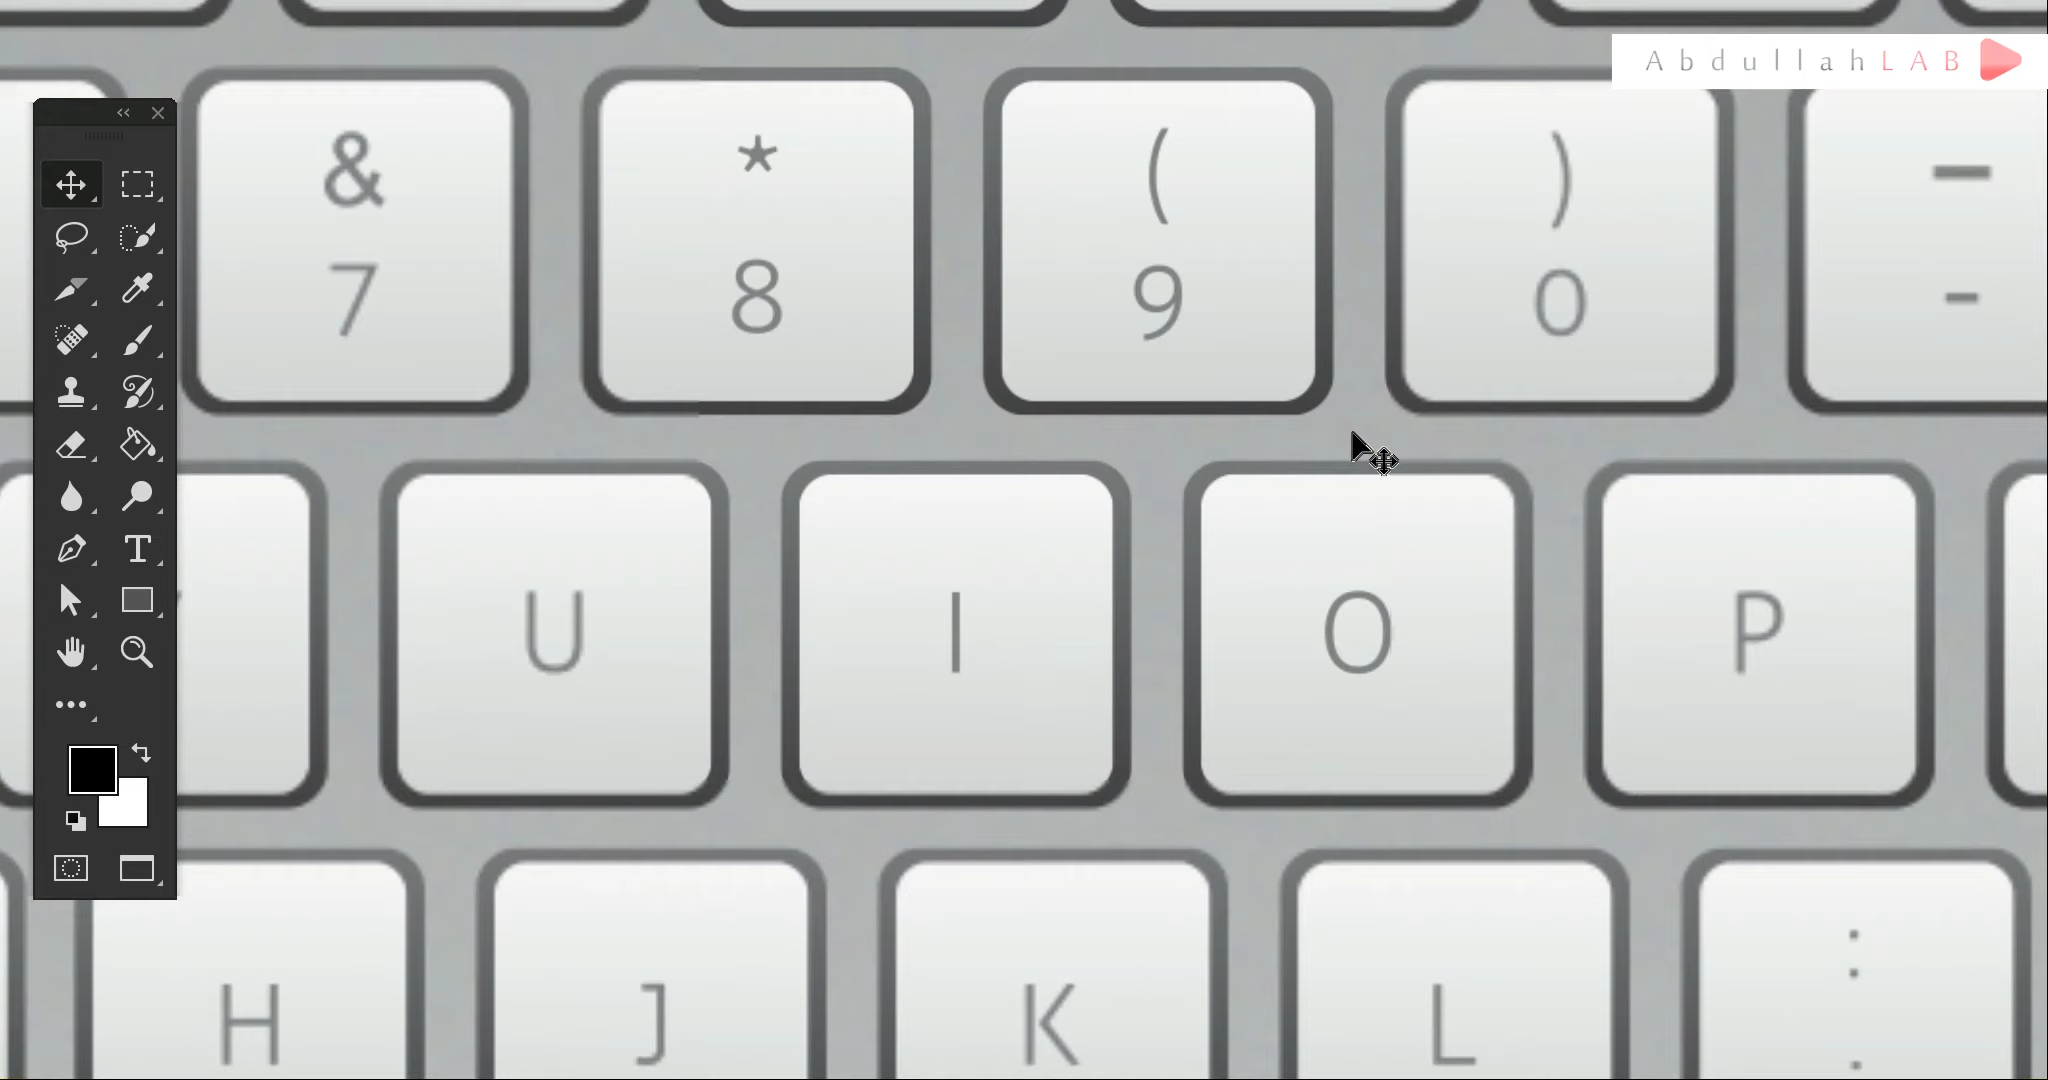 AbdullahLAB
& * ( ) —
7 8 9 0 -
U I O P
H J K L :